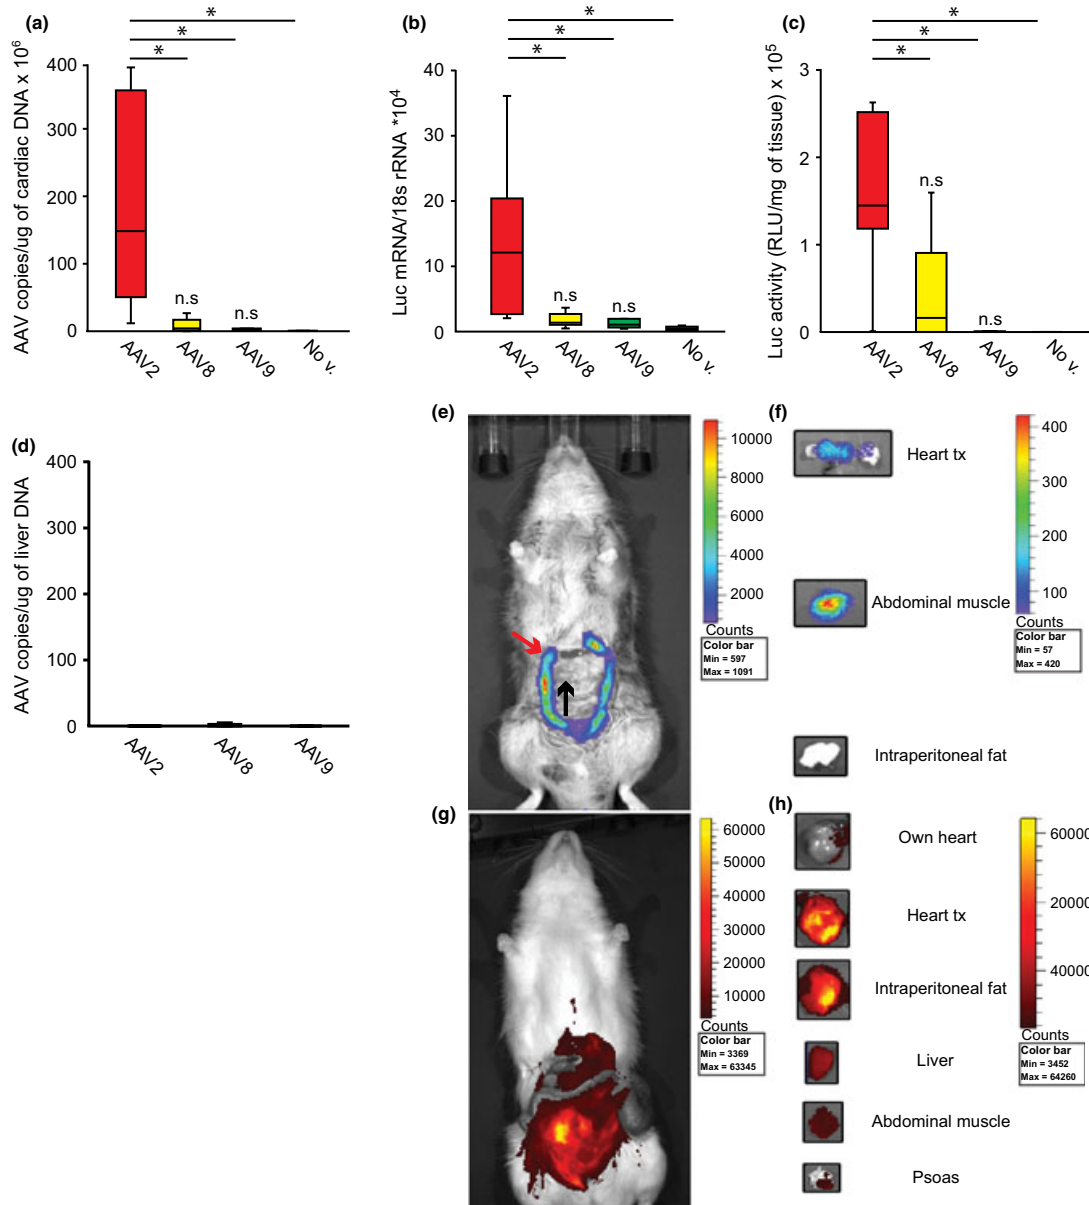 (a)
*
*
*
AAV copies/ug of cardiac DNA x 10⁶
400
300
200
100
0
n.s
n.s
AAV2
AAV8
AAV9
No v.
(b)
*
*
*
Luc mRNA/18s rRNA *10⁴
40
30
20
10
0
n.s
n.s
AAV2
AAV8
AAV9
No v.
(c)
*
*
*
Luc activity (RLU/mg of tissue) x 10⁵
3
2
1
0
n.s
n.s
AAV2
AAV8
AAV9
No v.
(d)
AAV copies/ug of liver DNA
400
300
200
100
0
AAV2
AAV8
AAV9
(e)
10000
8000
6000
4000
2000
Counts
Color bar
Min = 597
Max = 1091
(f)
Heart tx
Abdominal muscle
Intraperitoneal fat
400
300
200
100
Counts
Color bar
Min = 57
Max = 420
(g)
60000
50000
40000
30000
20000
10000
Counts
Color bar
Min = 3369
Max = 63345
(h)
Own heart
Heart tx
Intraperitoneal fat
Liver
Abdominal muscle
Psoas
60000
20000
40000
Counts
Color bar
Min = 3452
Max = 64260